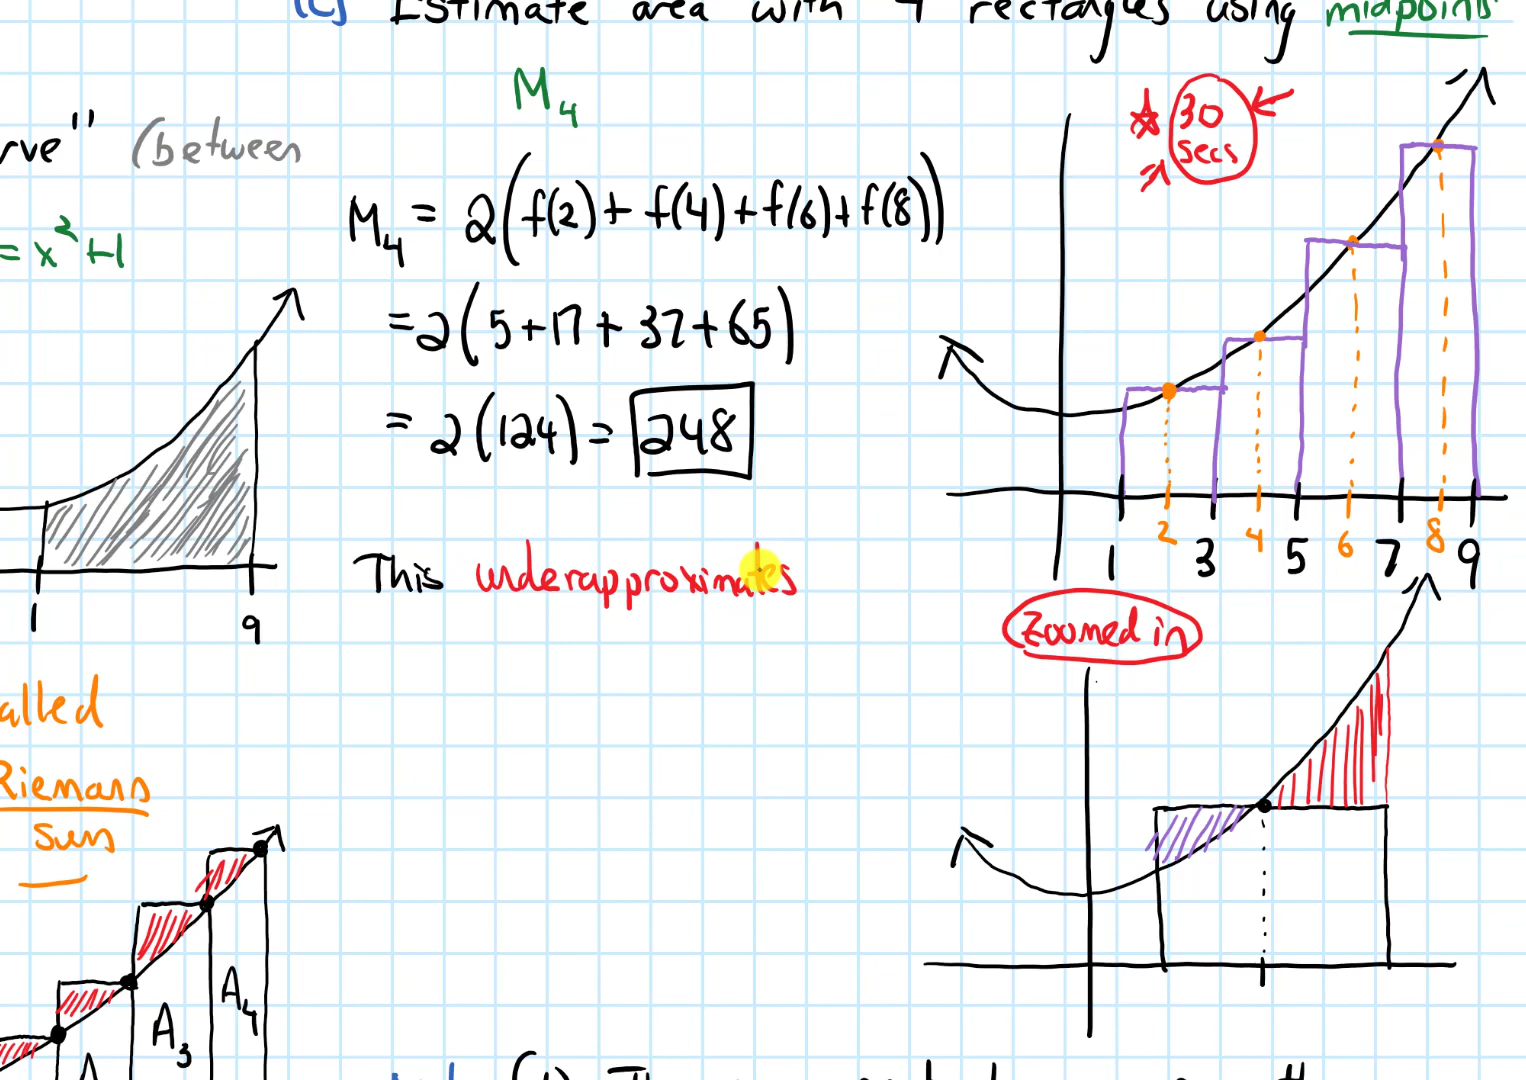 (c) Estimate area with 4 rectangles using midpoints
M₄
30
secs
rve" (between
= x²+1
M₄ = 2(f(2)+ f(4)+f(6)+f(8))
=2(5+17+37+65)
= 2(124)= 248
1 9
2 4 6 8
1 3 5 7 9
This underapproximates
Zoomed in
alled
Riemann
Sum
A₄
A₃
A